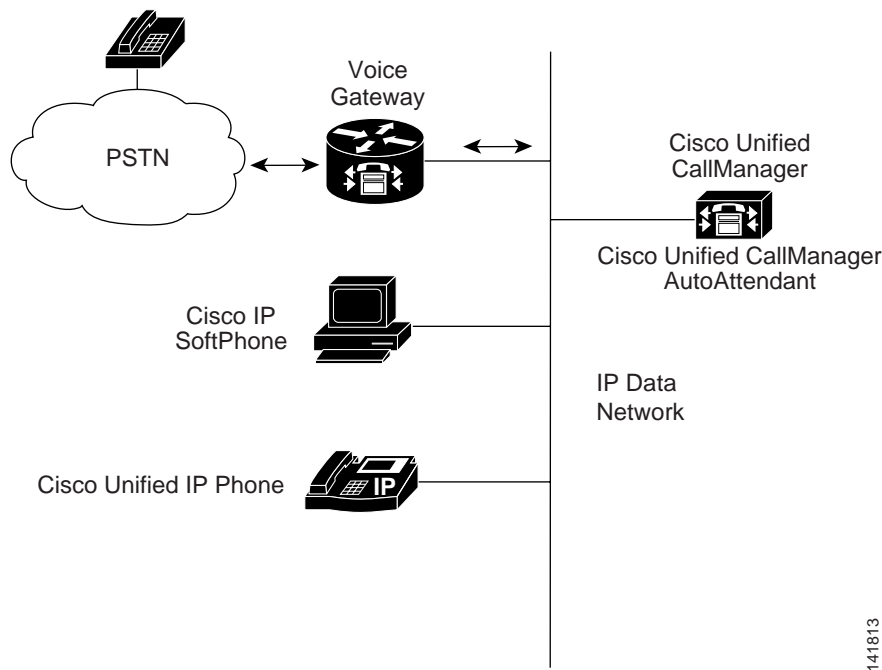 Voice
Gateway
PSTN
Cisco Unified
CallManager
Cisco Unified CallManager
AutoAttendant
Cisco IP
SoftPhone
IP Data
Network
Cisco Unified IP Phone
IP
141813